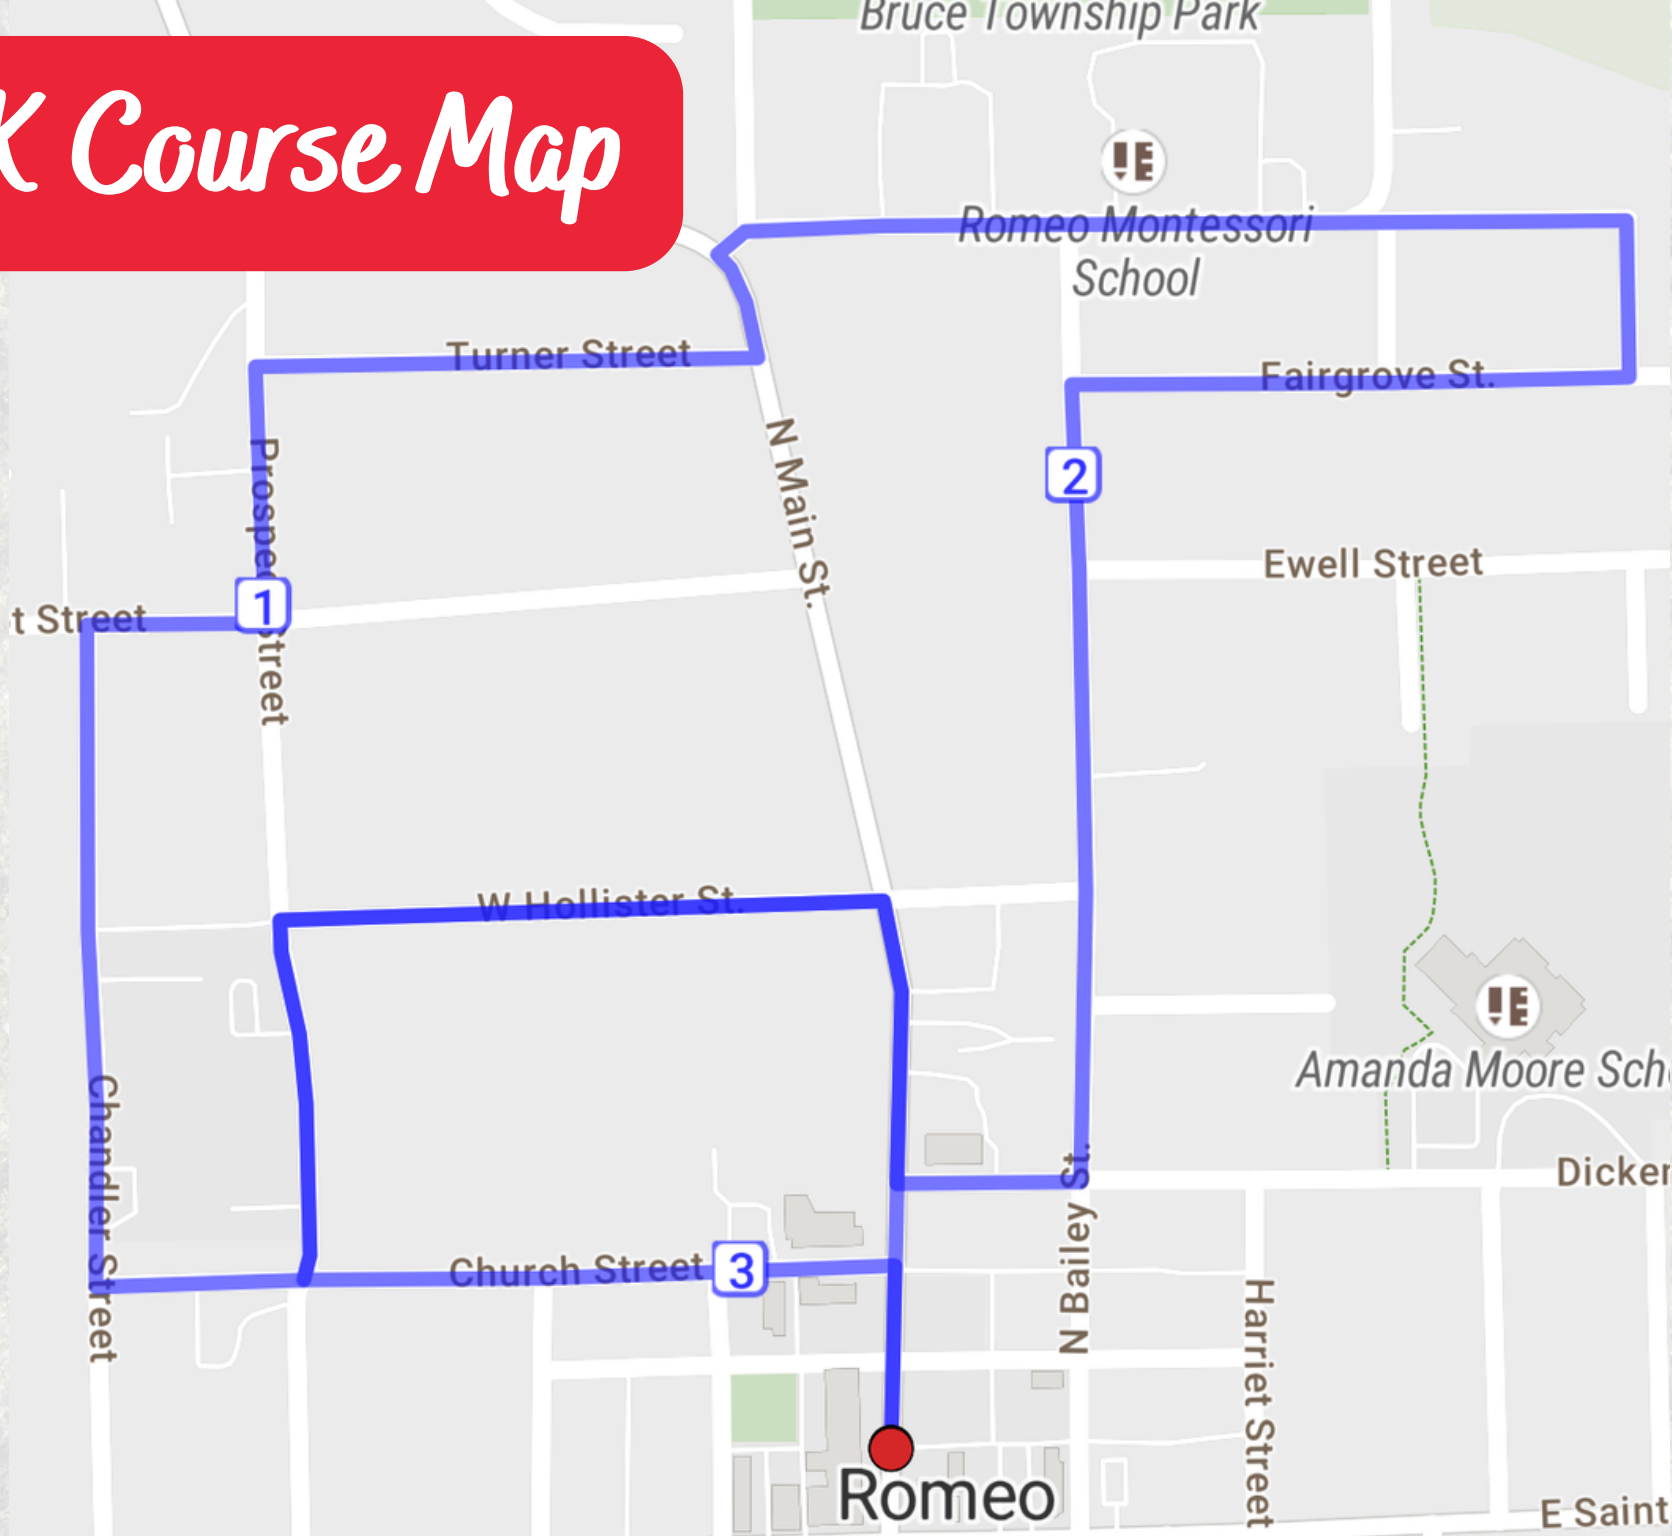 Bruce Township Park
K Course Map
Romeo Montessori
School
Turner Street
Fairgrove St.
N Main St.
Prospe
Street
2
Ewell Street
1
t Street
W Hollister St.
Amanda Moore Sch
Chandler Street
Dicker
N Bailey St.
Church Street
3
Harriet Street
Romeo
E Saint